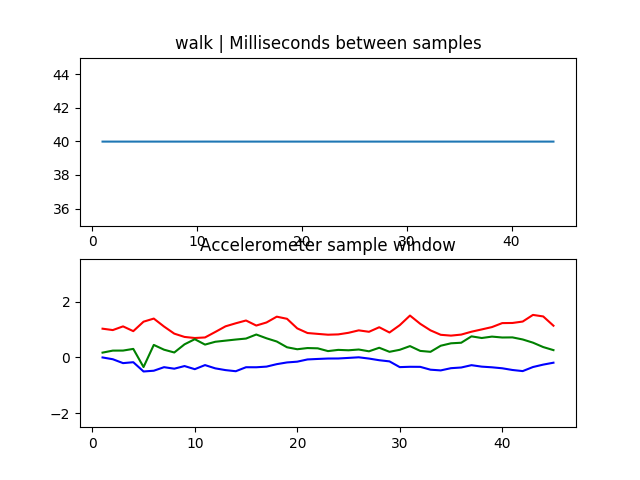 walk | Milliseconds between samples
44
42
40
38
36
0 10 20 30 40
Accelerometer sample window
2
0
−2
0 10 20 30 40